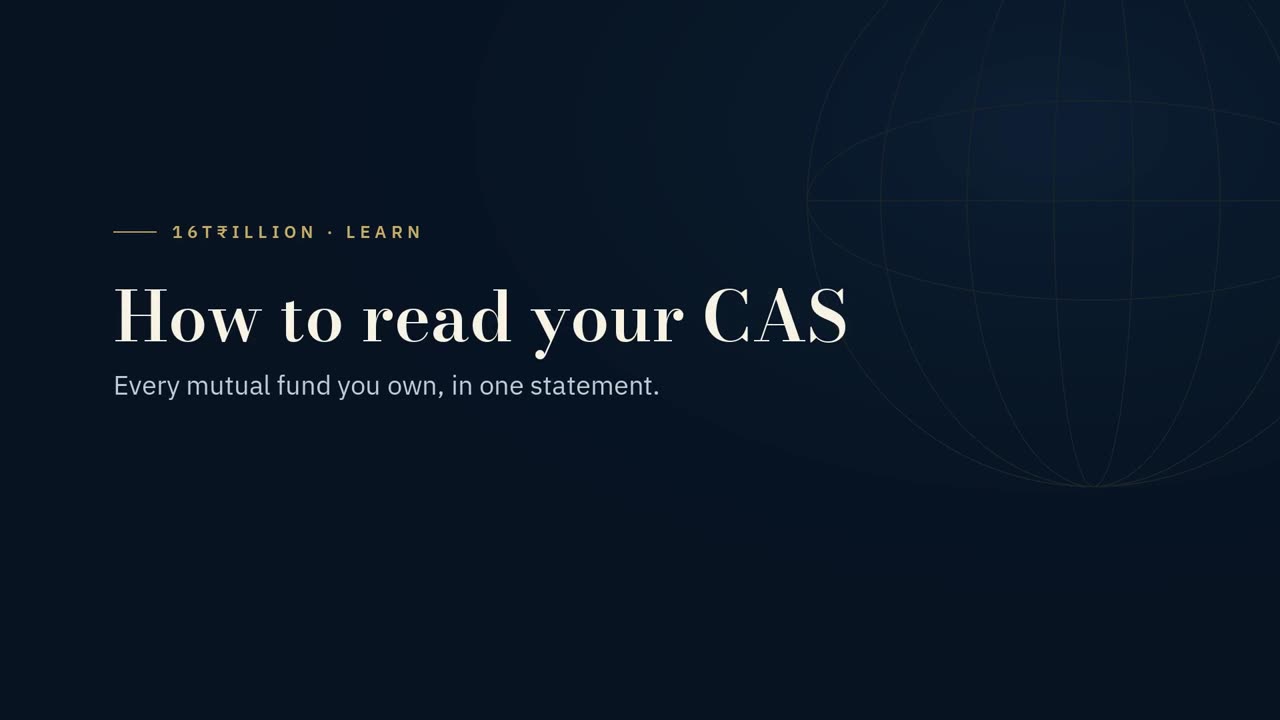 16T₹ILLION · LEARN
How to read your CAS
Every mutual fund you own, in one statement.